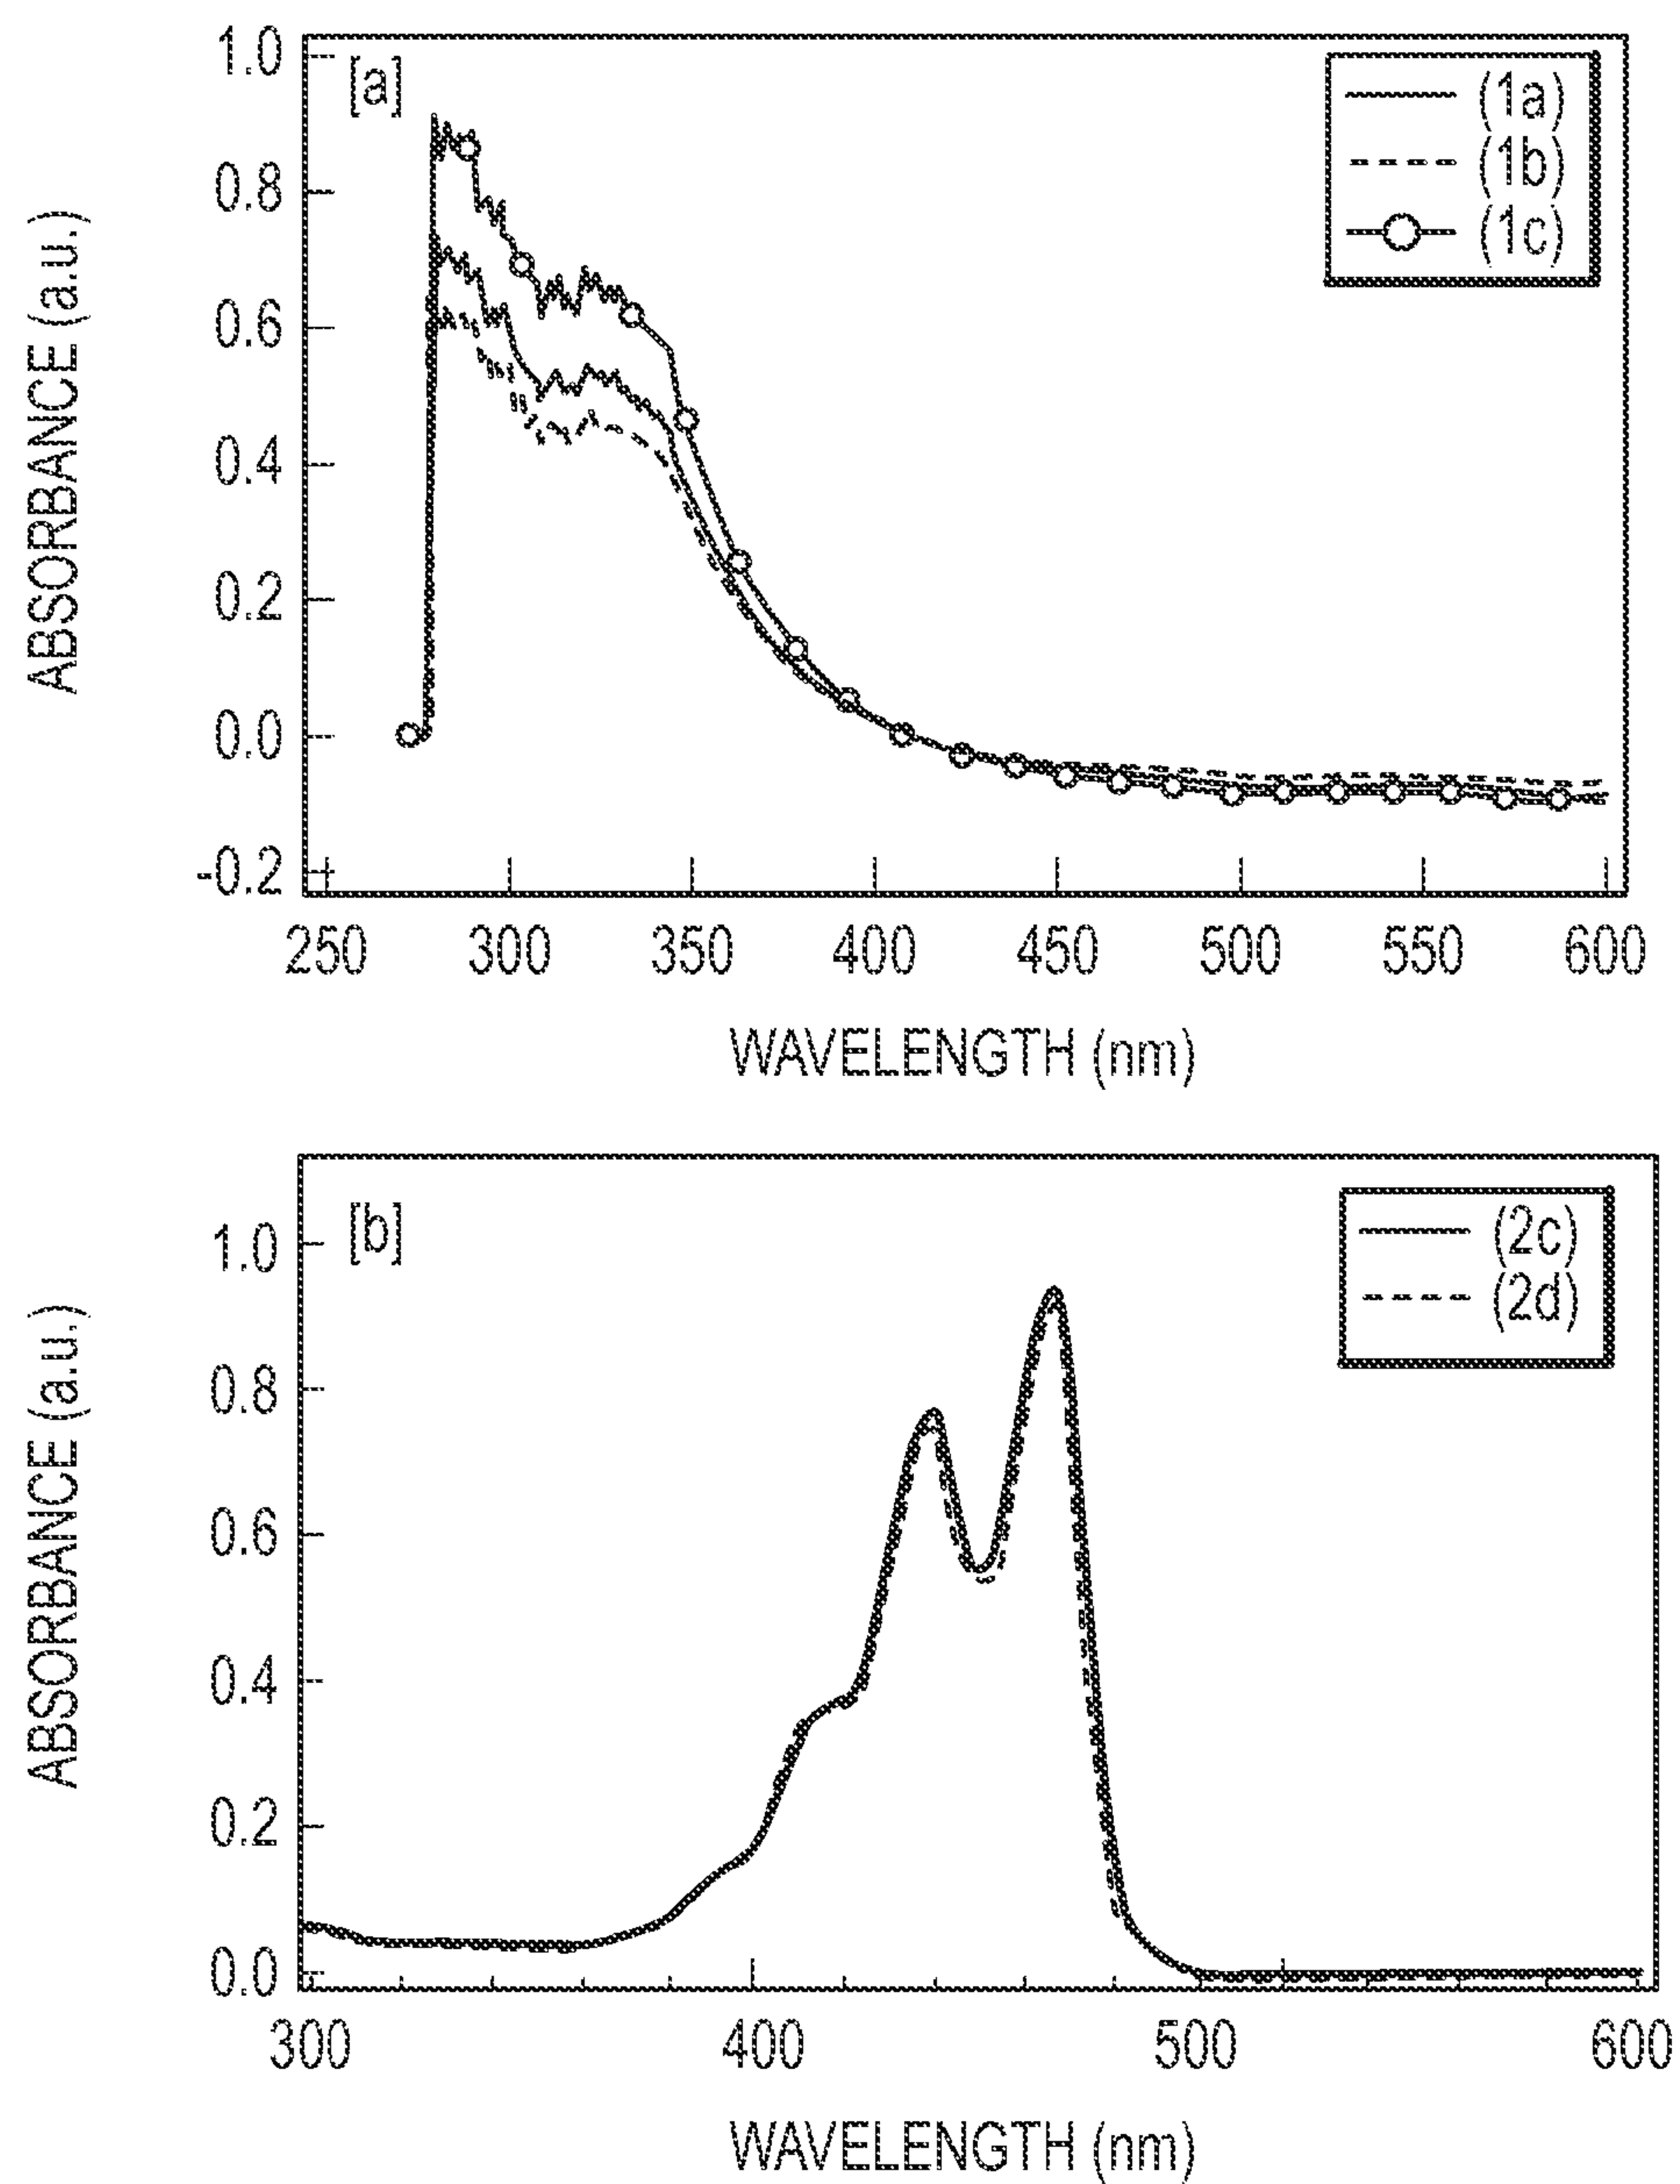 [a]
(1a)
(1b)
(1c)
ABSORBANCE (a.u.)
1.0
0.8
0.6
0.4
0.2
0.0
-0.2
250 300 350 400 450 500 550 600
WAVELENGTH (nm)
[b]
(2c)
(2d)
ABSORBANCE (a.u.)
1.0
0.8
0.6
0.4
0.2
0.0
300 400 500 600
WAVELENGTH (nm)